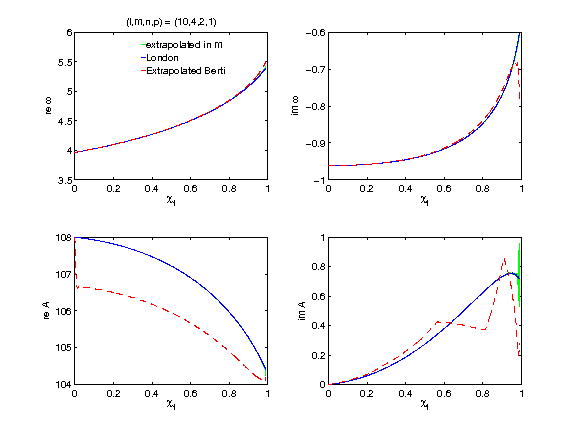 (l,m,n,p) = (10,4,2,1)
6
5.5
5
4.5
4
3.5
re ω
extrapolated in m
London
Extrapolated Berti
0 0.2 0.4 0.6 0.8 1
χf
-0.6
-0.7
-0.8
-0.9
-1
im ω
0 0.2 0.4 0.6 0.8 1
χf
108
107
106
105
104
re A
0 0.2 0.4 0.6 0.8 1
χf
1
0.8
0.6
0.4
0.2
0
im A
0 0.2 0.4 0.6 0.8 1
χf